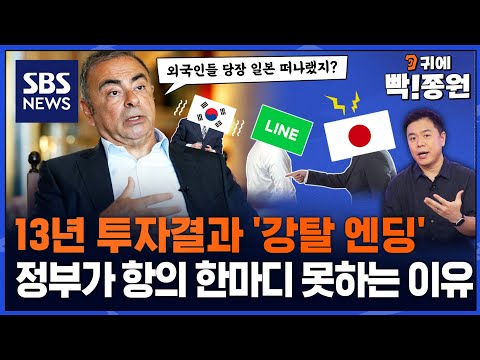 SBS
NEWS
외국인들 당장 일본 떠나랬지?
귀에
빡!종원
LINE
13년 투자결과 '강탈 엔딩'
정부가 항의 한마디 못하는 이유